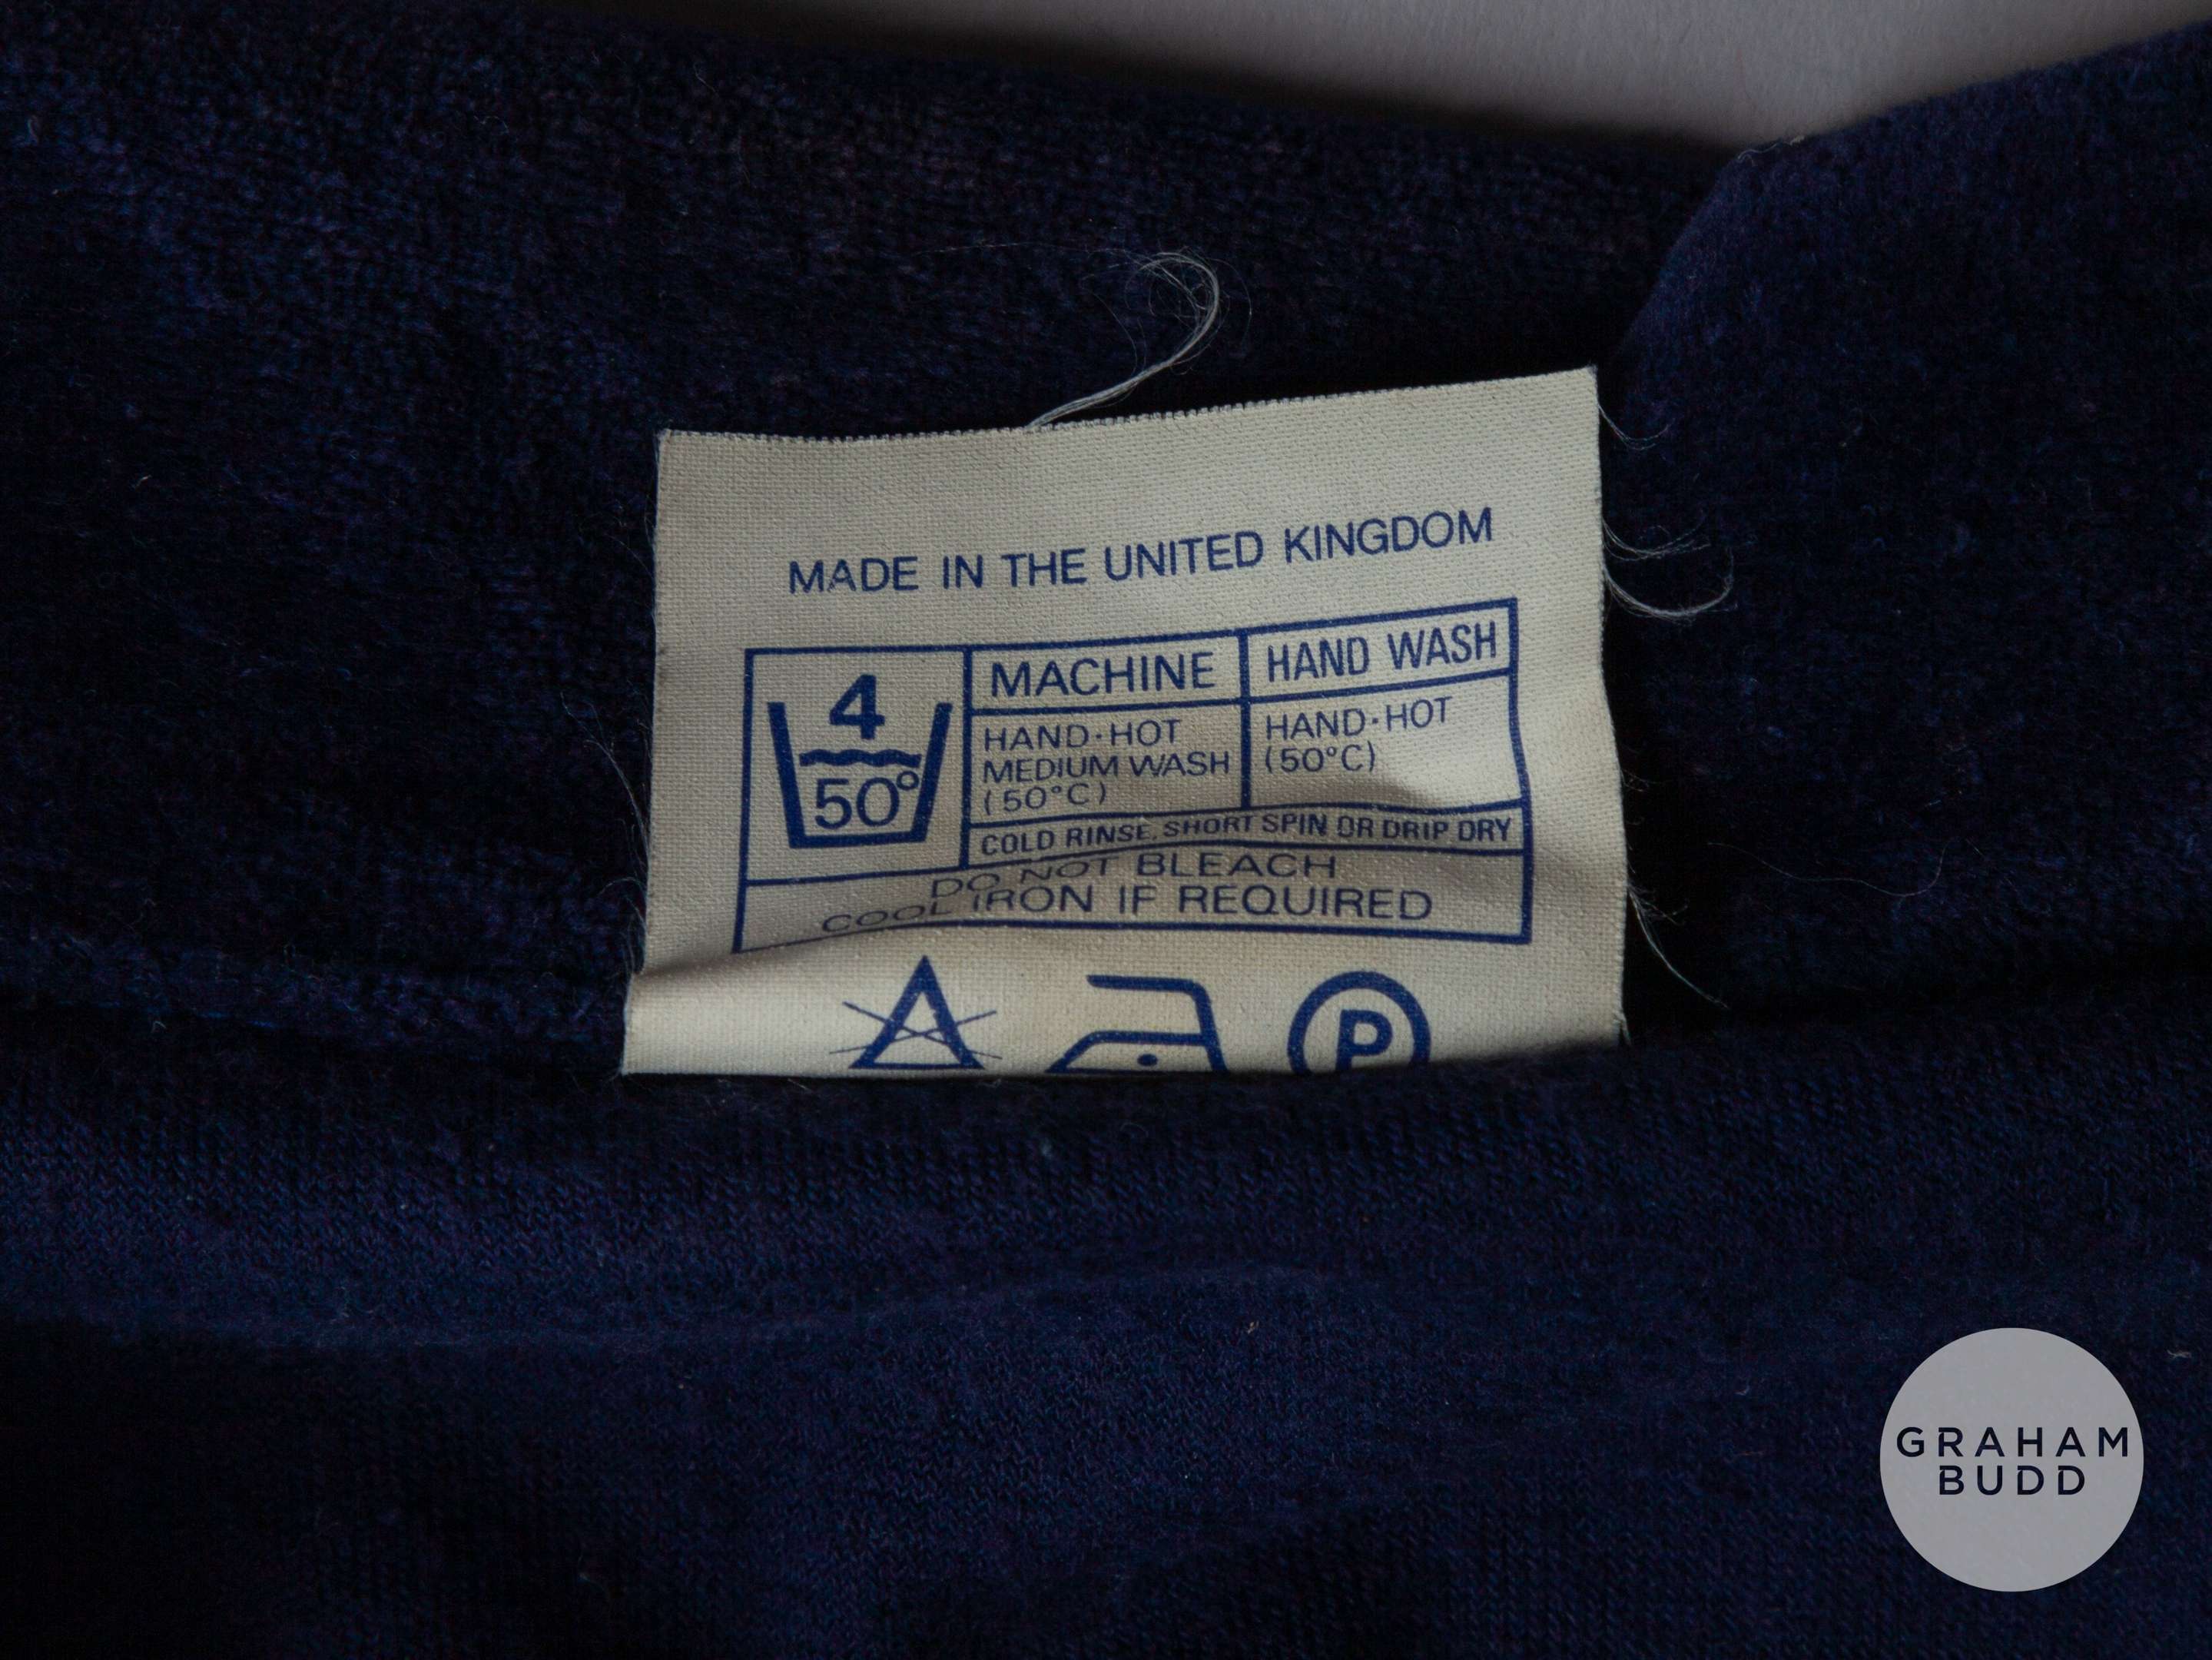 MADE IN THE UNITED KINGDOM
4
50°
MACHINE
HAND WASH
HAND·HOT
MEDIUM WASH
(50°C)
HAND·HOT
(50°C)
COLD RINSE, SHORT SPIN OR DRIP DRY
DO NOT BLEACH
COOL IRON IF REQUIRED
P
GRAHAM
BUDD